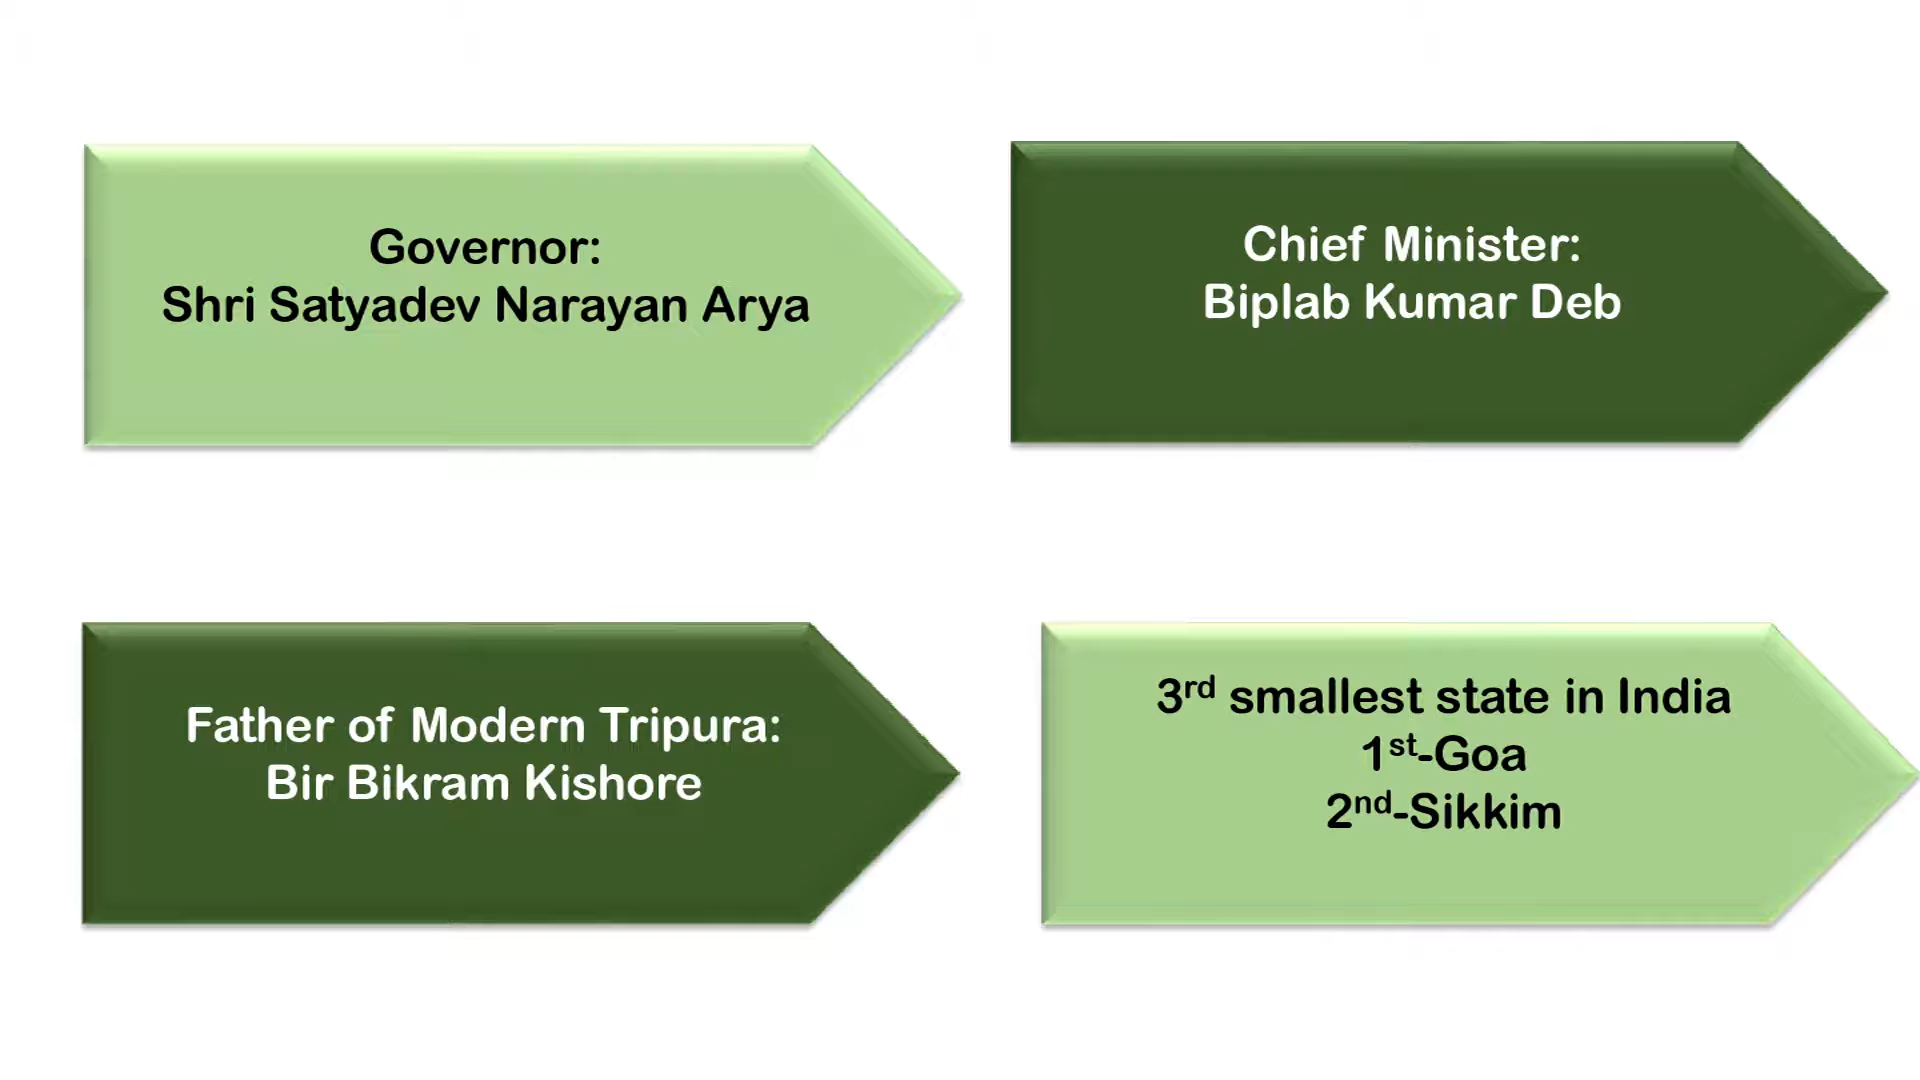 Governor:
Shri Satyadev Narayan Arya
Chief Minister:
Biplab Kumar Deb
Father of Modern Tripura:
Bir Bikram Kishore
3rd smallest state in India
1st-Goa
2nd-Sikkim